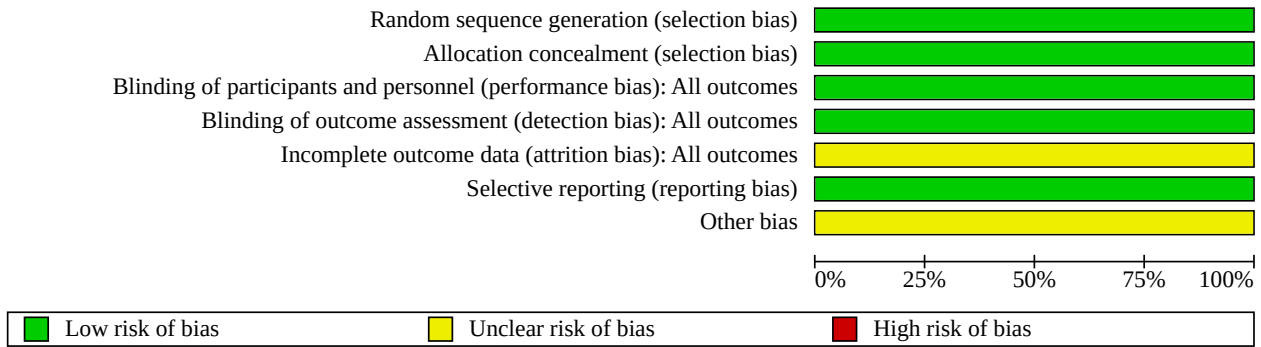 Random sequence generation (selection bias)
Allocation concealment (selection bias)
Blinding of participants and personnel (performance bias): All outcomes
Blinding of outcome assessment (detection bias): All outcomes
Incomplete outcome data (attrition bias): All outcomes
Selective reporting (reporting bias)
Other bias
0% 25% 50% 75% 100%
Low risk of bias Unclear risk of bias High risk of bias